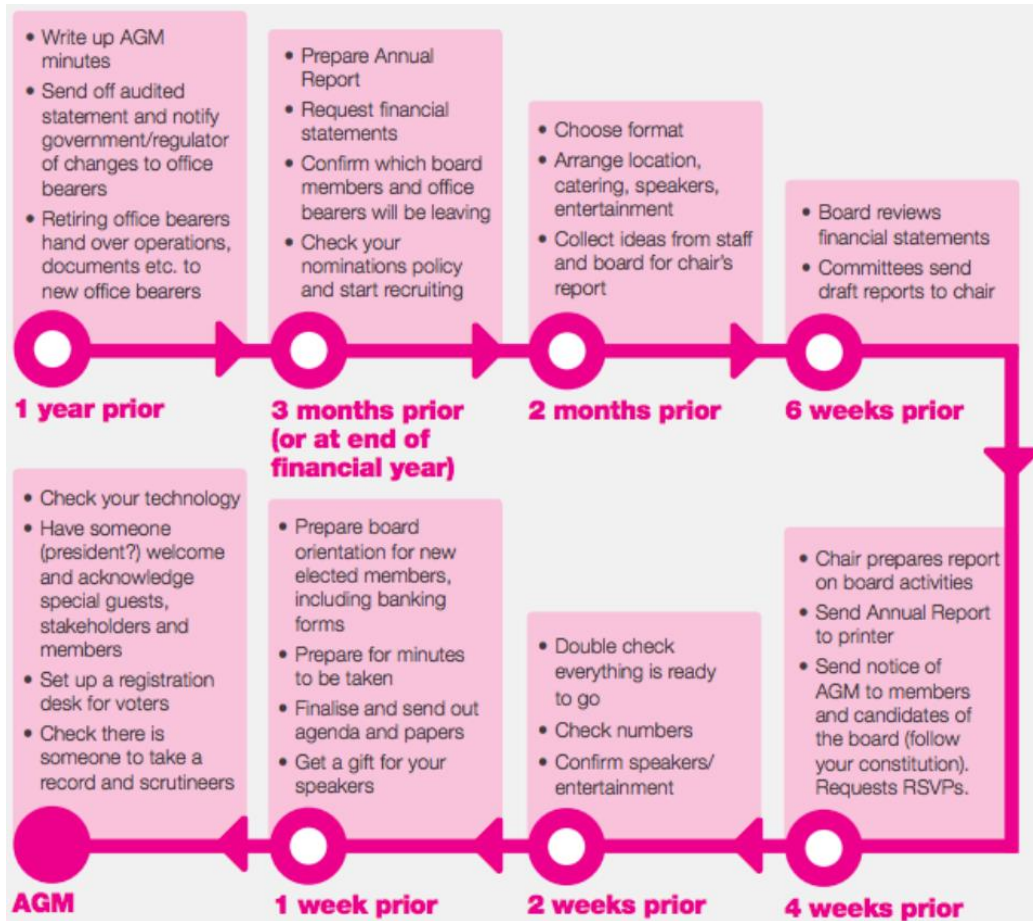 • Write up AGM
minutes
• Send off audited
statement and notify
government/regulator
of changes to office
bearers
• Retiring office bearers
hand over operations,
documents etc. to
new office bearers
1 year prior
• Prepare Annual
Report
• Request financial
statements
• Confirm which board
members and office
bearers will be leaving
• Check your
nominations policy
and start recruiting
3 months prior
(or at end of
financial year)
• Choose format
• Arrange location,
catering, speakers,
entertainment
• Collect ideas from staff
and board for chair's
report
2 months prior
• Board reviews
financial statements
• Committees send
draft reports to chair
6 weeks prior
• Chair prepares report
on board activities
• Send Annual Report
to printer
• Send notice of
AGM to members
and candidates of
the board (follow
your constitution).
Requests RSVPs.
4 weeks prior
• Double check
everything is ready
to go
• Check numbers
• Confirm speakers/
entertainment
2 weeks prior
• Prepare board
orientation for new
elected members,
including banking
forms
• Prepare for minutes
to be taken
• Finalise and send out
agenda and papers
• Get a gift for your
speakers
1 week prior
• Check your technology
• Have someone
(president?) welcome
and acknowledge
special guests,
stakeholders and
members
• Set up a registration
desk for voters
• Check there is
someone to take a
record and scrutineers
AGM